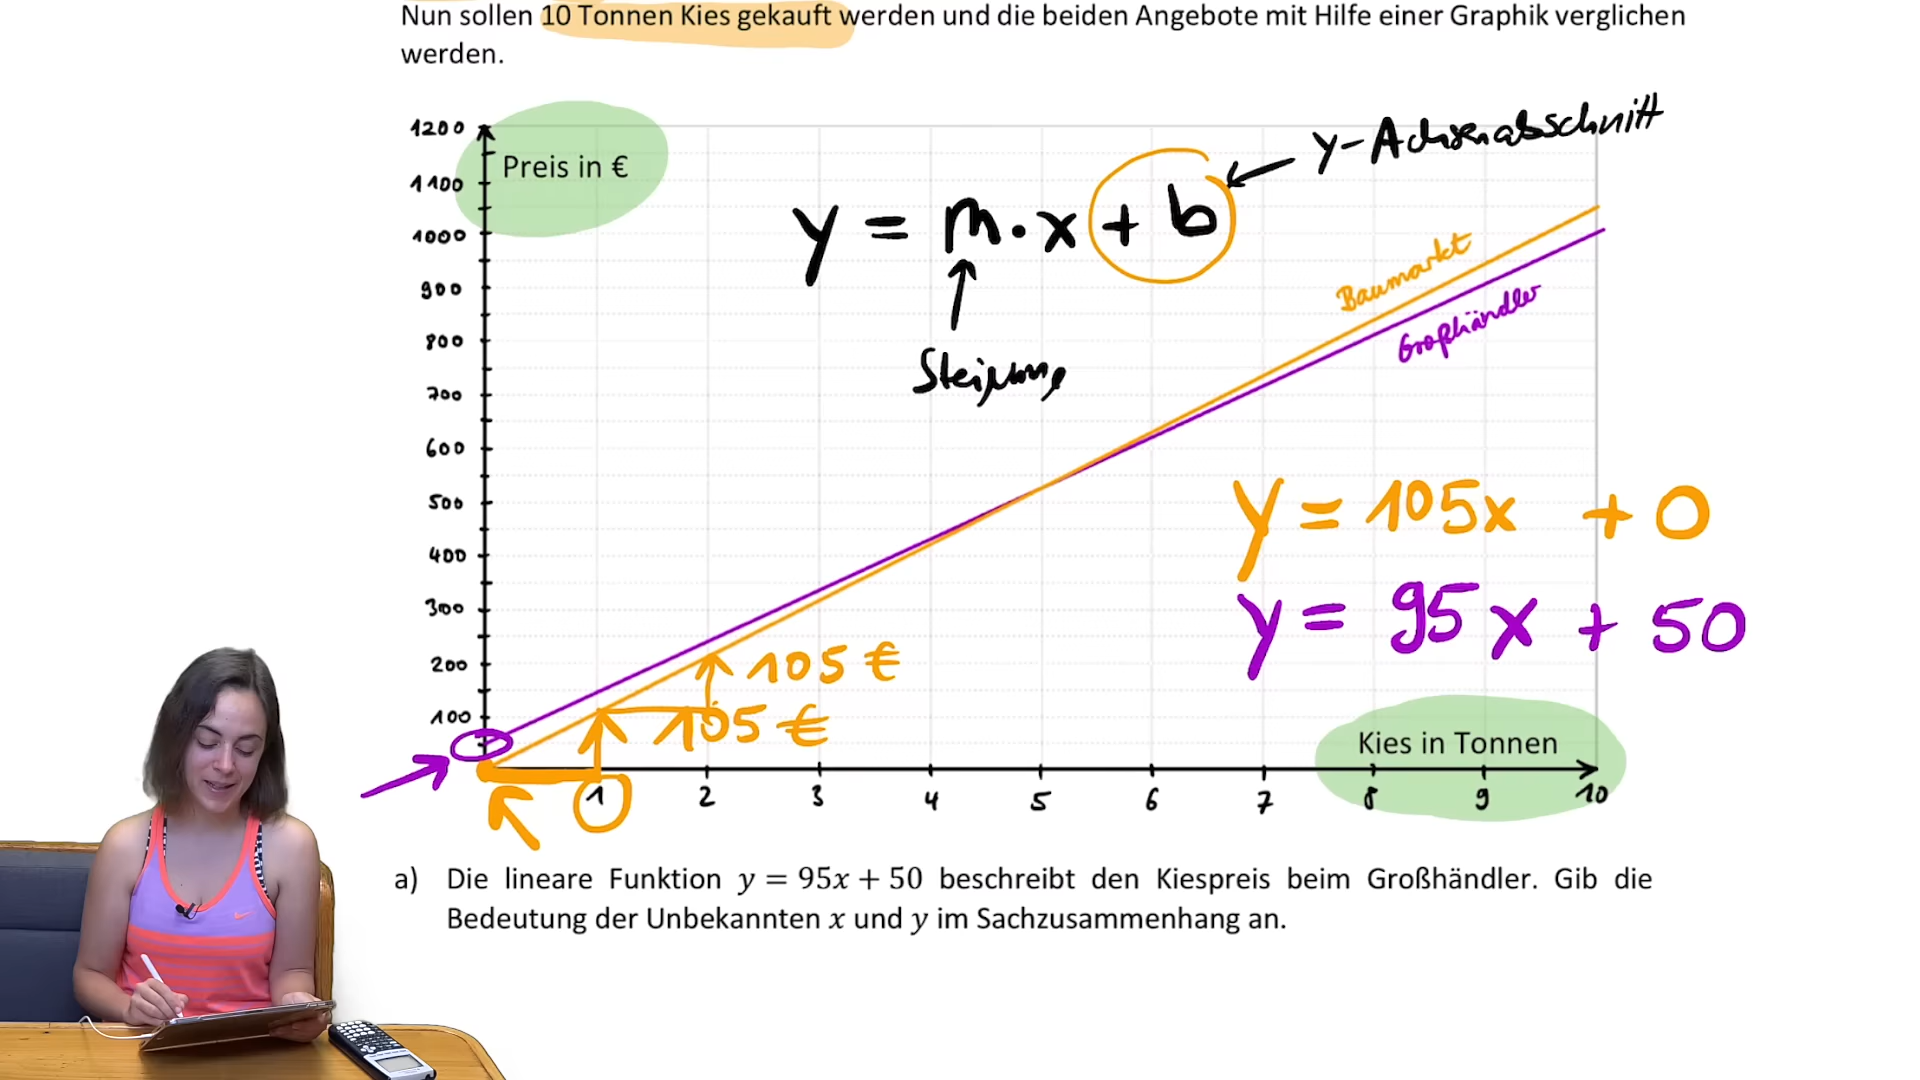 Nun sollen 10 Tonnen Kies gekauft werden und die beiden Angebote mit Hilfe einer Graphik verglichen
werden.
1200
Preis in €
1100
1000
900
800
700
600
500
400
300
200
100
y = m·x + b
y-Achsenabschnitt
Steigung
Baumarkt
Großhändler
y = 105x + 0
y = 95x + 50
105 €
105 €
Kies in Tonnen
1 2 3 4 5 6 7 8 9 10
a) Die lineare Funktion y = 95x + 50 beschreibt den Kiespreis beim Großhändler. Gib die
Bedeutung der Unbekannten x und y im Sachzusammenhang an.